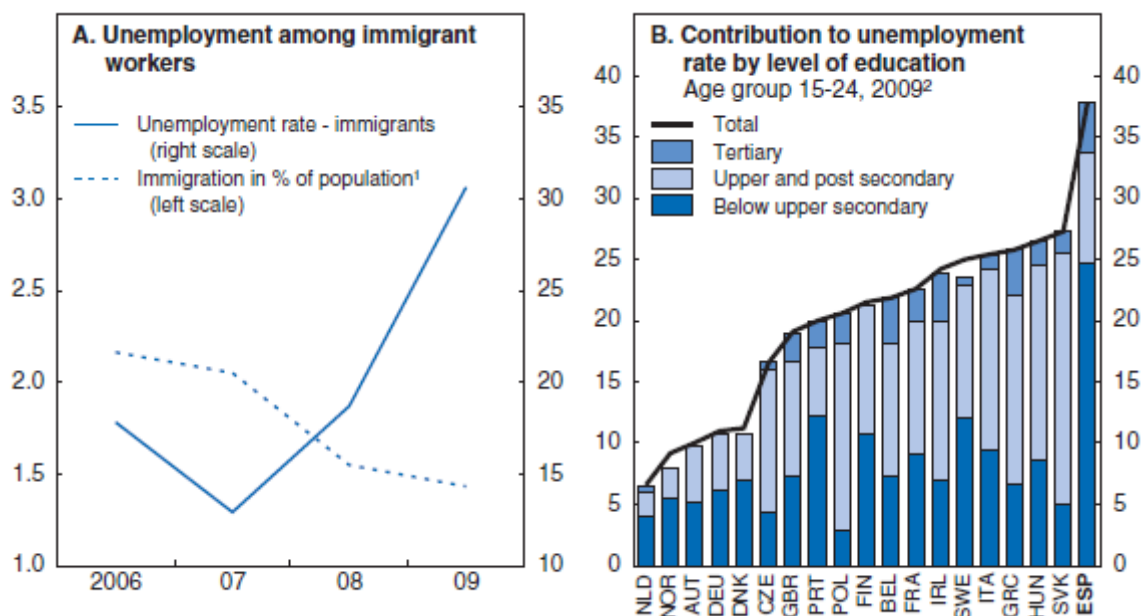 A. Unemployment among immigrant
workers
3.5
3.0
2.5
2.0
1.5
1.0
35
30
25
20
15
10
Unemployment rate - immigrants
(right scale)
Immigration in % of population¹
(left scale)
2006 07 08 09
B. Contribution to unemployment
rate by level of education
Age group 15-24, 2009²
40
35
30
25
20
15
10
5
0
40
35
30
25
20
15
10
5
0
Total
Tertiary
Upper and post secondary
Below upper secondary
NLD
NOR
AUT
DEU
DNK
CZE
GBR
PRT
POL
FIN
BEL
FRA
IRL
SWE
ITA
GRC
HUN
SVK
ESP